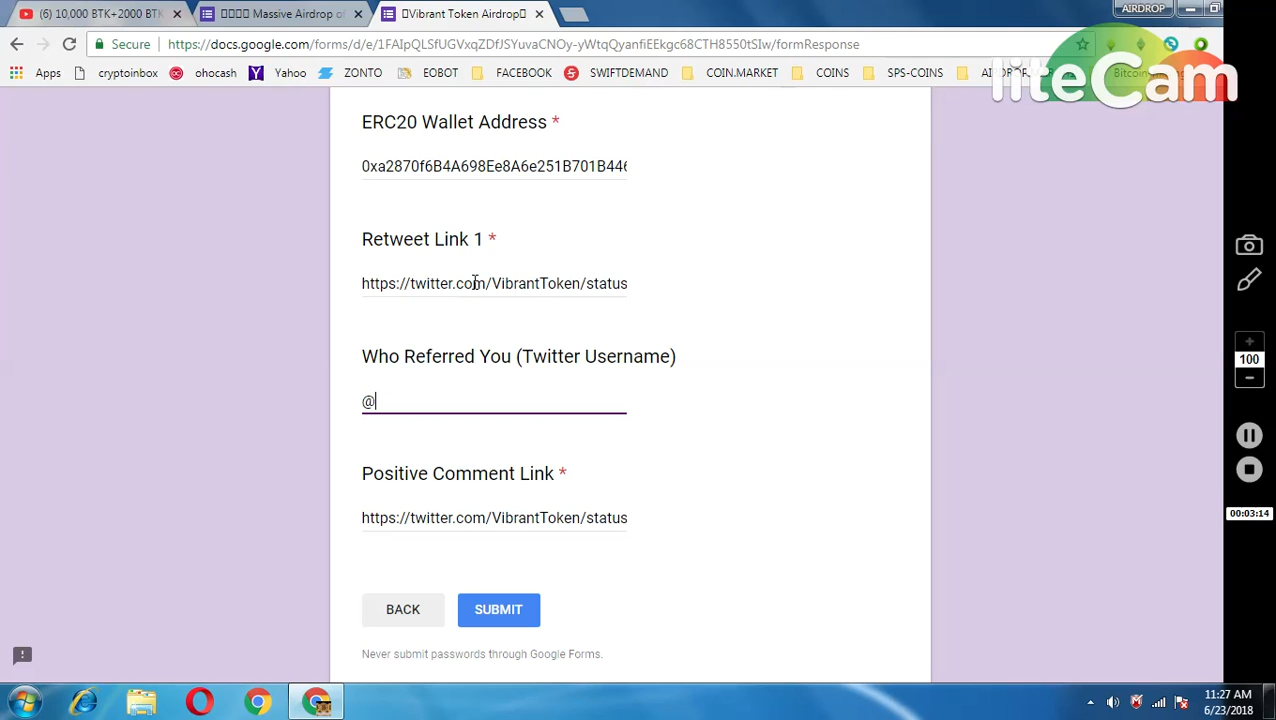 (6) 10,000 BTK+2000 BTK
Massive Airdrop of
Vibrant Token Airdrop
AIRDROP
Secure
https://docs.google.com/forms/d/e/1FAIpQLSfUGVxqZDfJSYuvaCNOy-yWtqQyanfiEEkgc68CTH8550tSIw/formResponse
Apps
cryptoinbox
ohocash
Yahoo
EOBOT
FACEBOOK
SWIFTDEMAND
COIN.MARKET
COINS
SPS-COINS
liteCam
ERC20 Wallet Address *
0xa2870f6B4A698Ee8A6e251B701B446
Retweet Link 1 *
https://twitter.com/VibrantToken/status
Who Referred You (Twitter Username)
@
Positive Comment Link *
https://twitter.com/VibrantToken/status
BACK
SUBMIT
Never submit passwords through Google Forms.
100
00:03:14
11:27 AM
6/23/2018